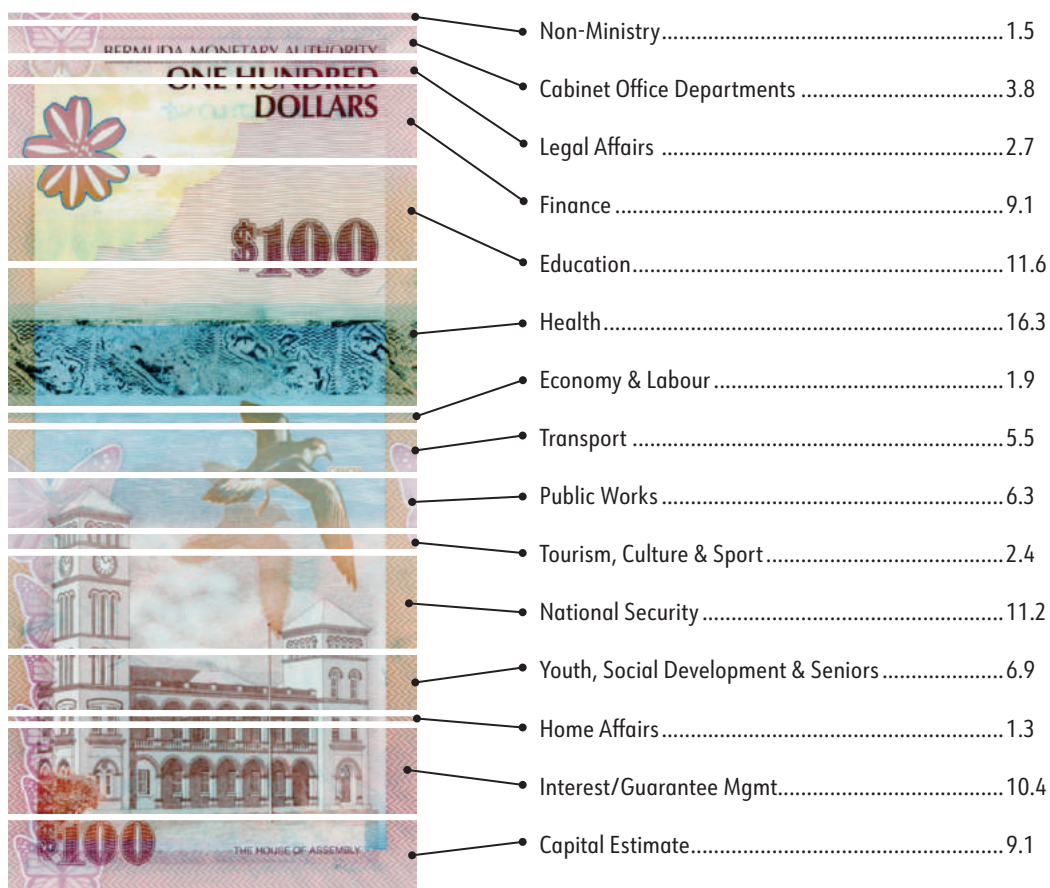 BERMUDA MONETARY AUTHORITY
ONE HUNDRED
DOLLARS
$100
$100
THE HOUSE OF ASSEMBLY
Non-Ministry 1.5
Cabinet Office Departments 3.8
Legal Affairs 2.7
Finance 9.1
Education 11.6
Health 16.3
Economy & Labour 1.9
Transport 5.5
Public Works 6.3
Tourism, Culture & Sport 2.4
National Security 11.2
Youth, Social Development & Seniors 6.9
Home Affairs 1.3
Interest/Guarantee Mgmt 10.4
Capital Estimate 9.1